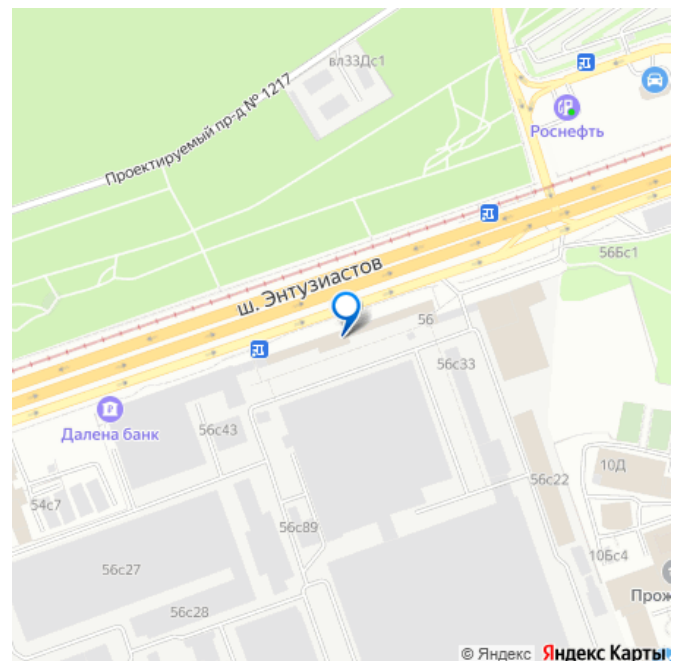 вл33Дс1
Проектируемый пр-д № 1217
Роснефть
56Бс1
ш. Энтузиастов
56
56с33
Далена банк
56с43
10Д
56с22
54с7
56с89
10Бс4
56с27
56с28
Прож
© Яндекс Яндекс Карты